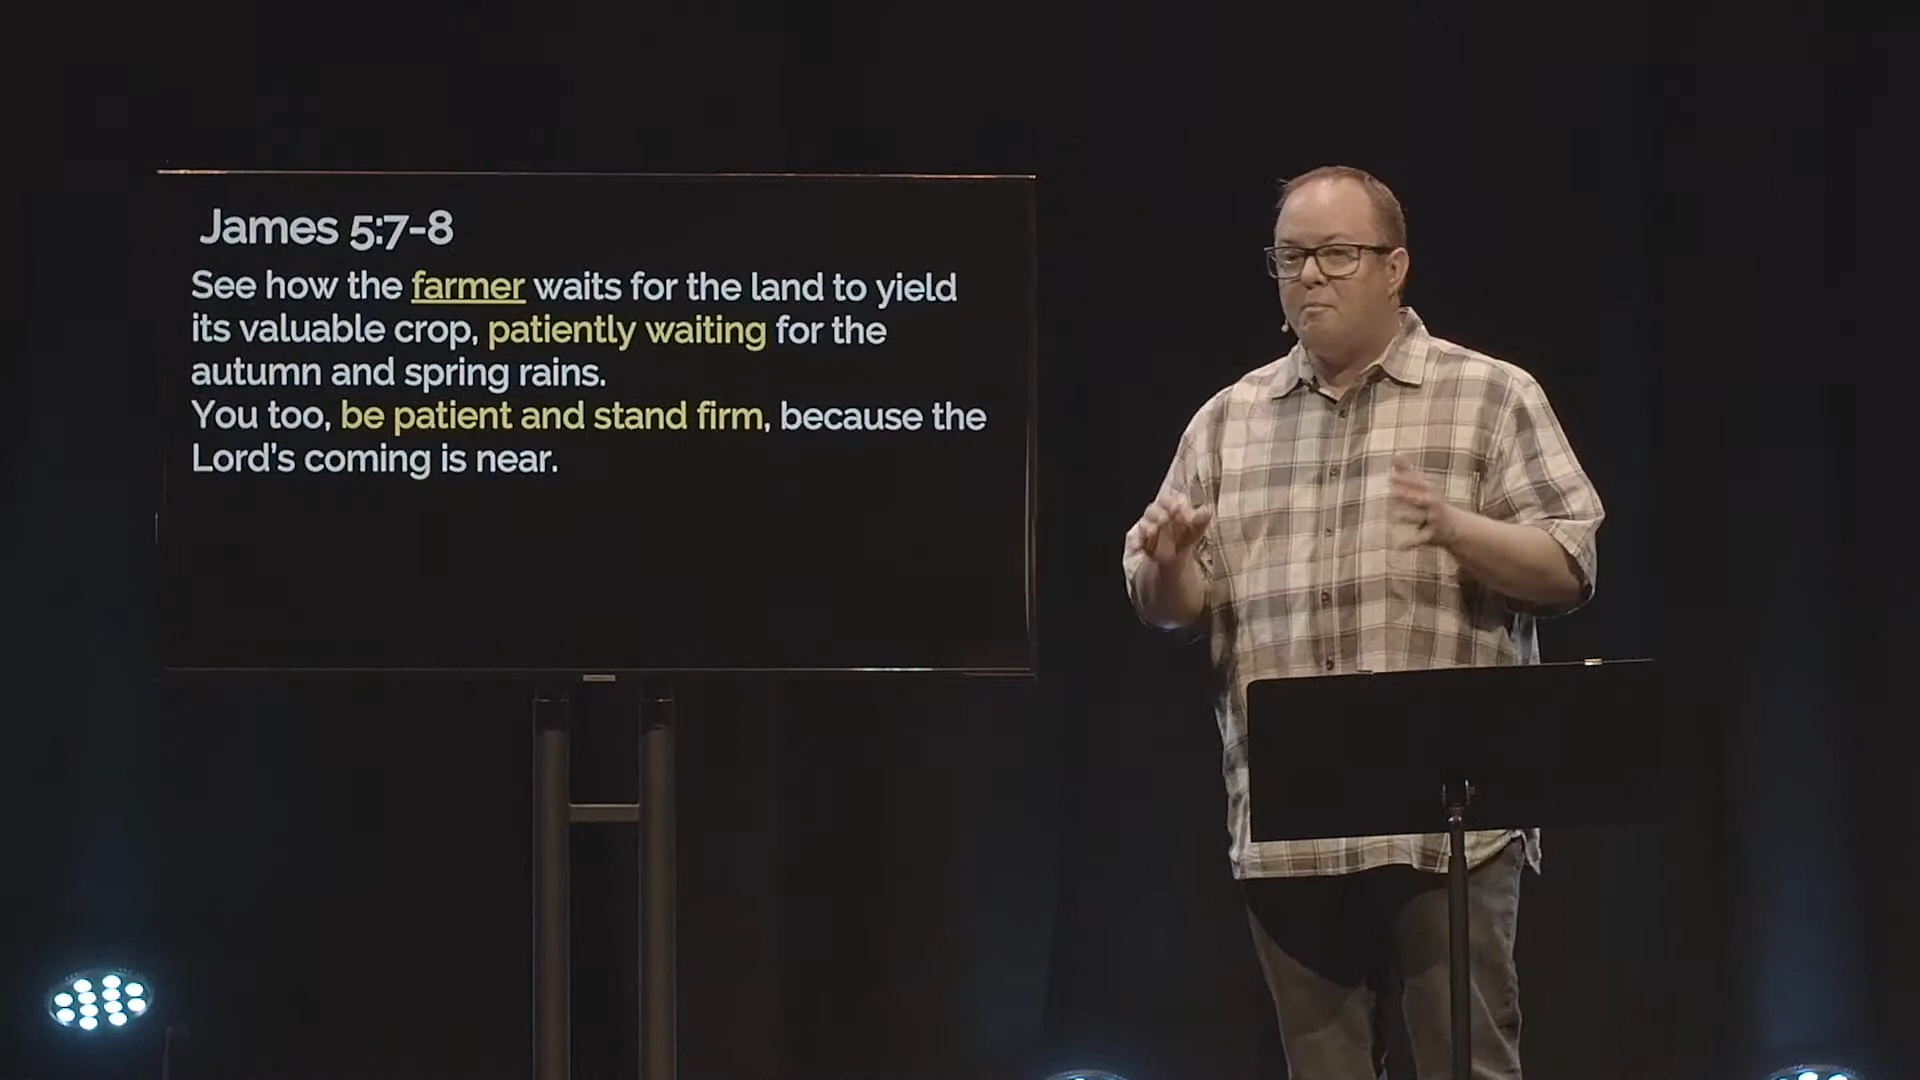 James 5:7-8
See how the farmer waits for the land to yield
its valuable crop, patiently waiting for the
autumn and spring rains.
You too, be patient and stand firm, because the
Lord's coming is near.